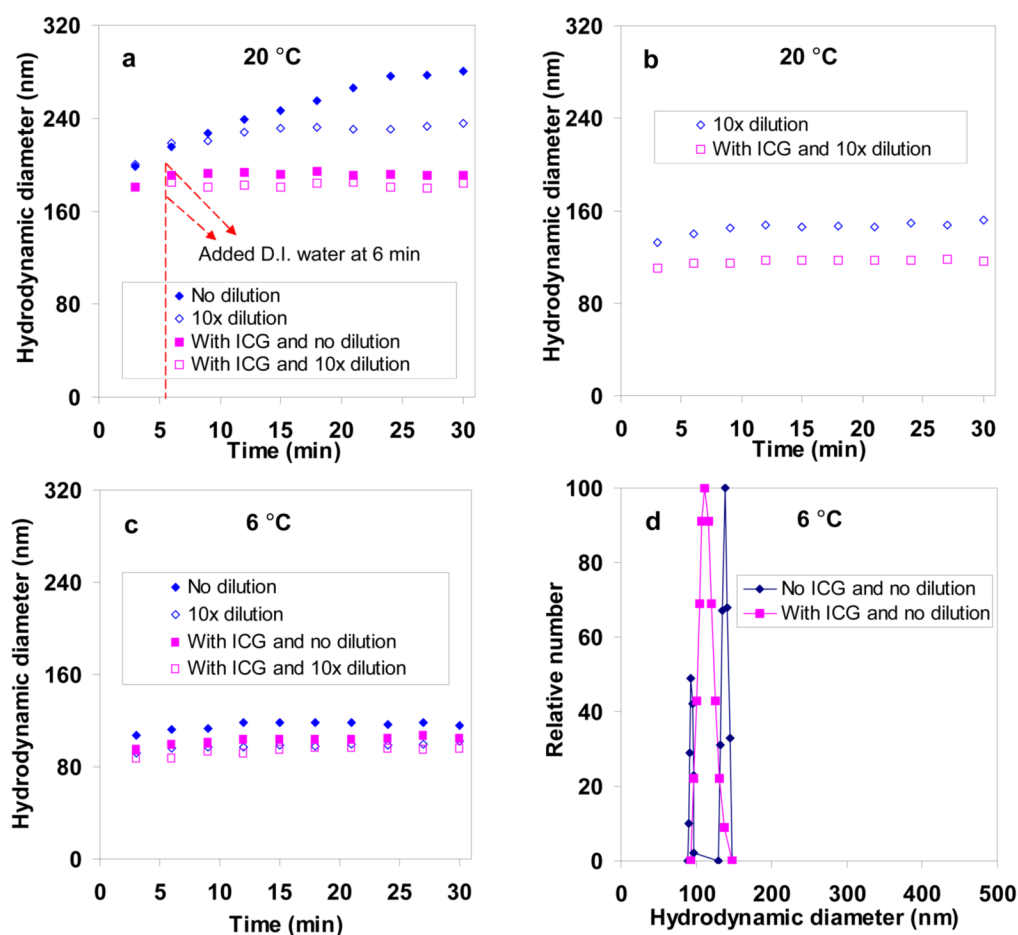 a
20 °C
Hydrodynamic diameter (nm)
320
240
160
80
0
Added D.I. water at 6 min
No dilution
10x dilution
With ICG and no dilution
With ICG and 10x dilution
0 5 10 15 20 25 30
Time (min)
b
20 °C
Hydrodynamic diameter (nm)
320
240
160
80
0
10x dilution
With ICG and 10x dilution
0 5 10 15 20 25 30
Time (min)
c
6 °C
Hydrodynamic diameter (nm)
320
240
160
80
0
No dilution
10x dilution
With ICG and no dilution
With ICG and 10x dilution
0 5 10 15 20 25 30
Time (min)
d
6 °C
Relative number
100
80
60
40
20
0
No ICG and no dilution
With ICG and no dilution
0 100 200 300 400 500
Hydrodynamic diameter (nm)